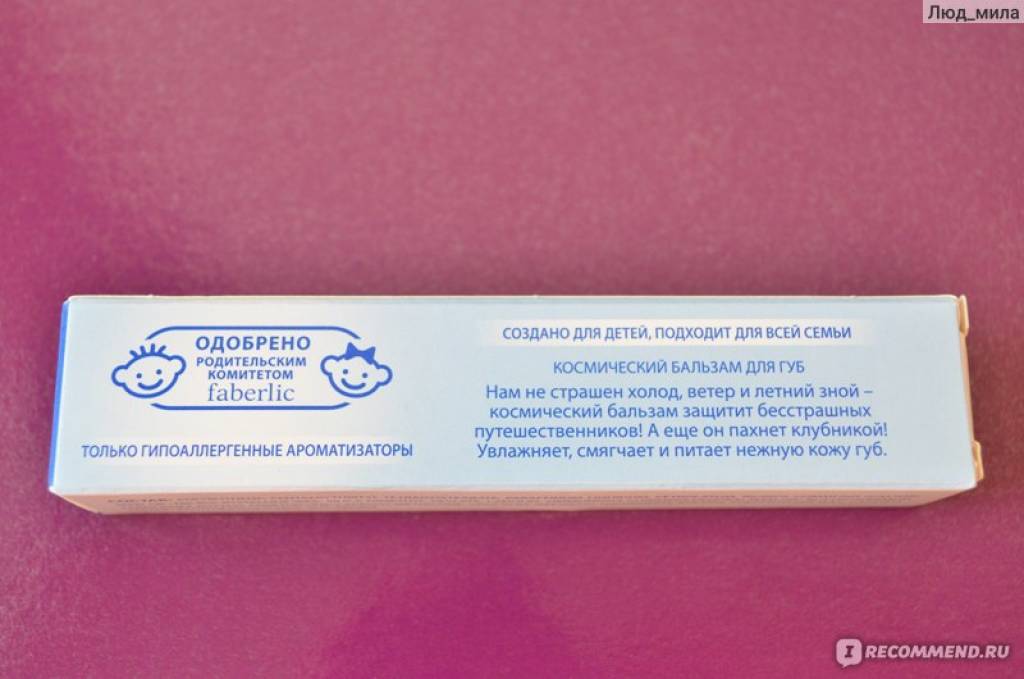 Люд_мила
ОДОБРЕНО
РОДИТЕЛЬСКИМ
КОМИТЕТОМ
faberlic
ТОЛЬКО ГИПОАЛЛЕРГЕННЫЕ АРОМАТИЗАТОРЫ
СОЗДАНО ДЛЯ ДЕТЕЙ, ПОДХОДИТ ДЛЯ ВСЕЙ СЕМЬИ
КОСМИЧЕСКИЙ БАЛЬЗАМ ДЛЯ ГУБ
Нам не страшен холод, ветер и летний зной –
космический бальзам защитит бесстрашных
путешественников! А еще он пахнет клубникой!
Увлажняет, смягчает и питает нежную кожу губ.
IRECOMMEND.RU